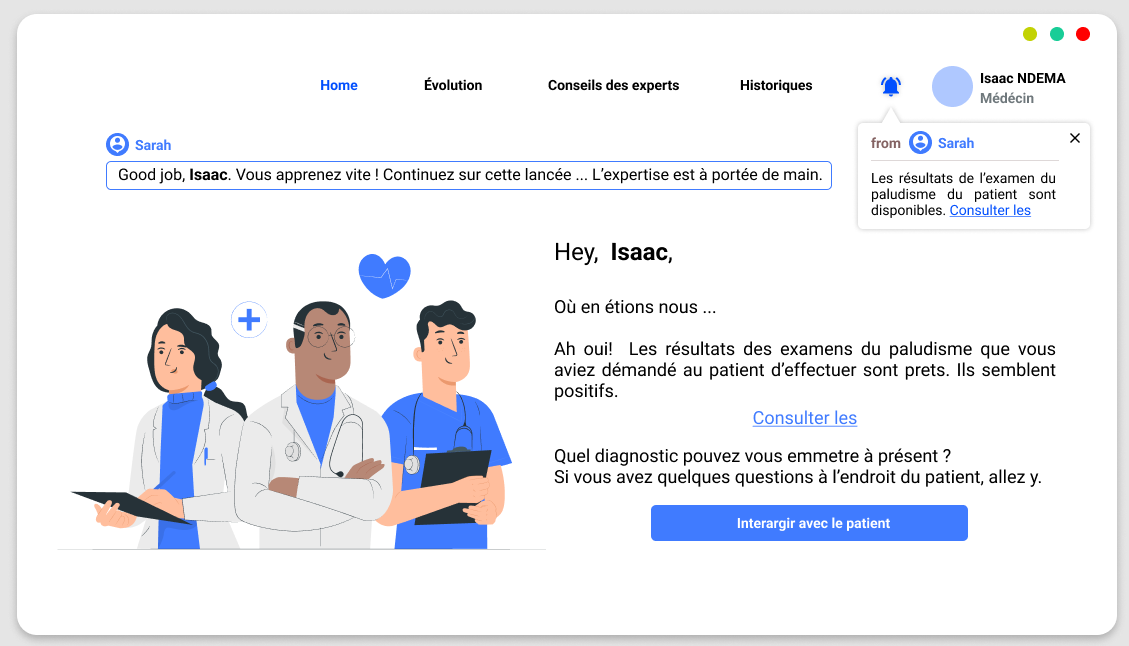 Home
Évolution
Conseils des experts
Historiques
Isaac NDEMA
Médécin
Sarah
Good job, Isaac. Vous apprenez vite ! Continuez sur cette lancée ... L’expertise est à portée de main.
from Sarah
Les résultats de l’examen du
paludisme du patient sont
disponibles. Consulter les
Hey, Isaac,
Où en étions nous ...
Ah oui! Les résultats des examens du paludisme que vous
aviez démandé au patient d’effectuer sont prets. Ils semblent
positifs.
Consulter les
Quel diagnostic pouvez vous emmetre à présent ?
Si vous avez quelques questions à l’endroit du patient, allez y.
Interargir avec le patient